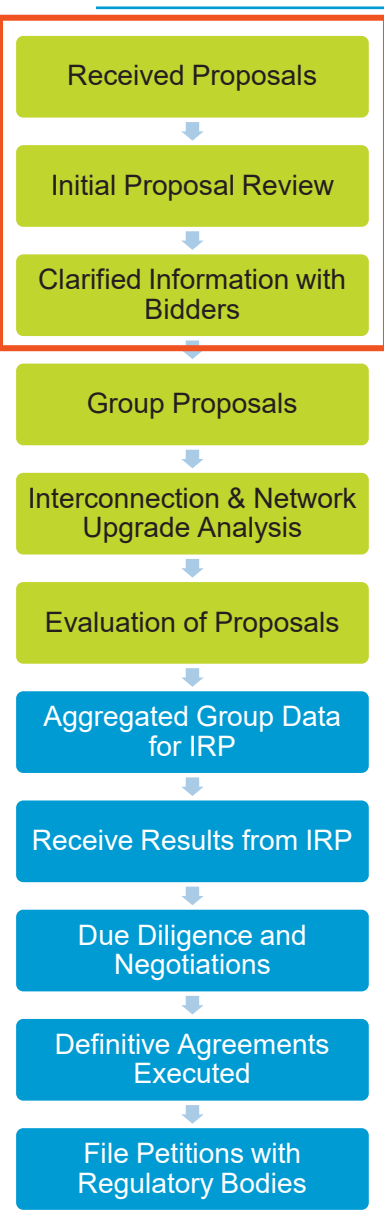 Received Proposals
Initial Proposal Review
Clarified Information with
Bidders
Group Proposals
Interconnection & Network
Upgrade Analysis
Evaluation of Proposals
Aggregated Group Data
for IRP
Receive Results from IRP
Due Diligence and
Negotiations
Definitive Agreements
Executed
File Petitions with
Regulatory Bodies